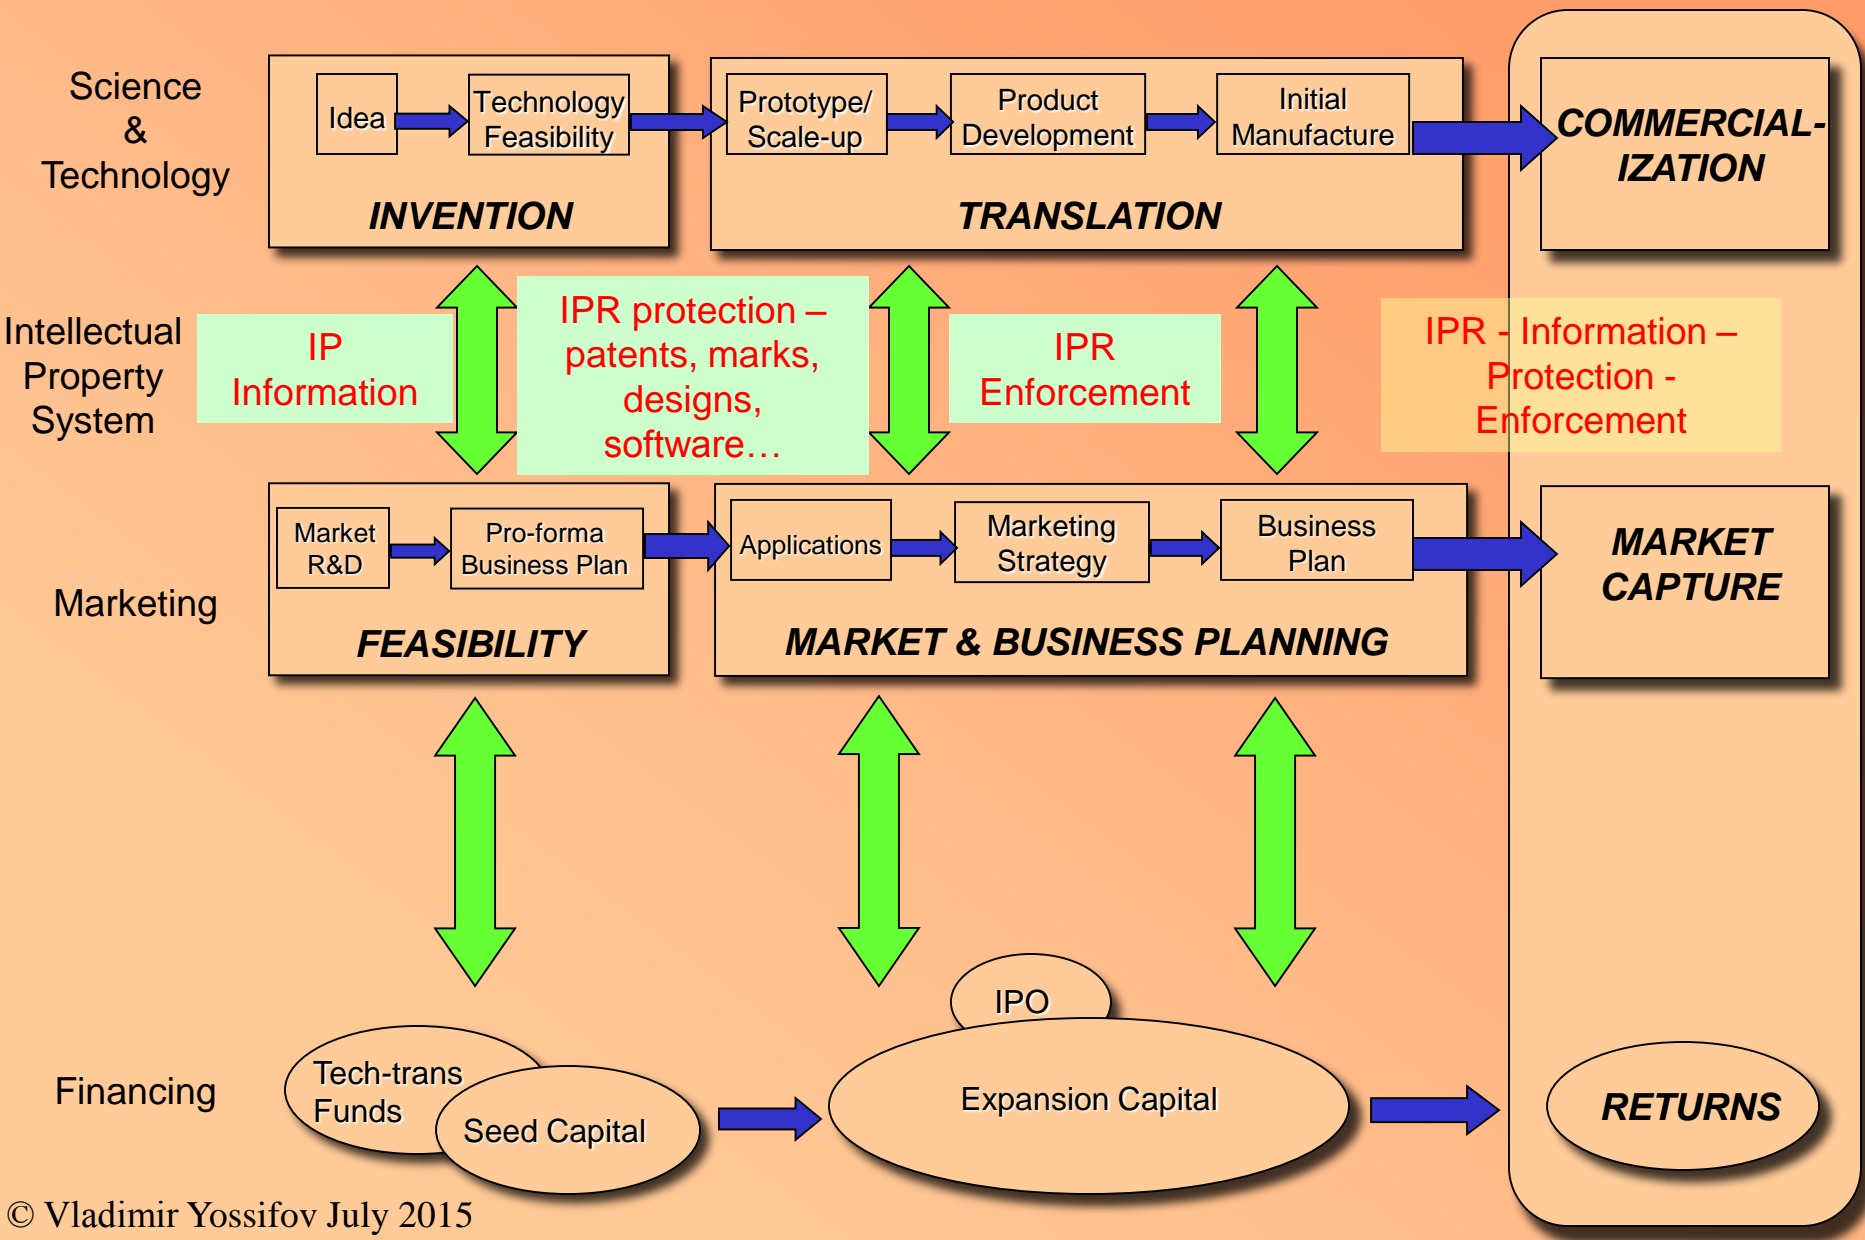 Science
&
Technology
Idea
Technology
Feasibility
INVENTION
Prototype/
Scale-up
Product
Development
Initial
Manufacture
TRANSLATION
COMMERCIAL-
IZATION
Intellectual
Property
System
IP
Information
IPR protection –
patents, marks,
designs,
software…
IPR
Enforcement
IPR - Information –
Protection -
Enforcement
Marketing
Market
R&D
Pro-forma
Business Plan
FEASIBILITY
Applications
Marketing
Strategy
Business
Plan
MARKET & BUSINESS PLANNING
MARKET
CAPTURE
Financing
Tech-trans
Funds
Seed Capital
IPO
Expansion Capital
RETURNS
© Vladimir Yossifov July 2015